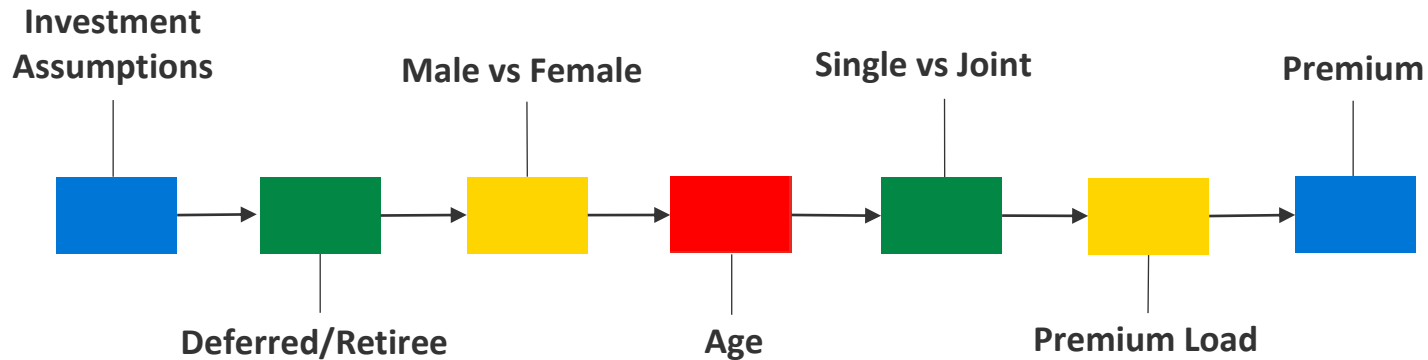 Investment
Assumptions
Deferred/Retiree
Male vs Female
Age
Single vs Joint
Premium Load
Premium